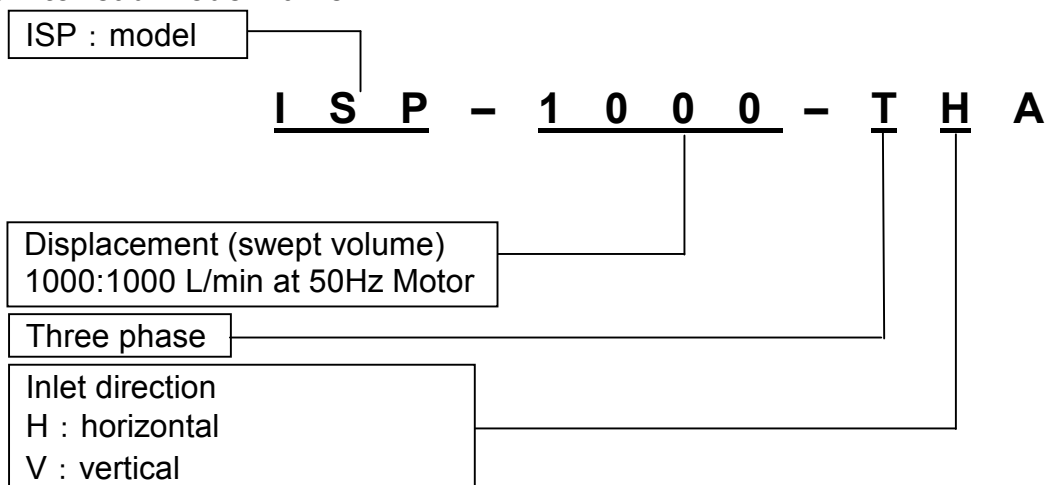 ISP : model
I S P – 1 0 0 0 – T H A
Displacement (swept volume)
1000:1000 L/min at 50Hz Motor
Three phase
Inlet direction
H : horizontal
V : vertical